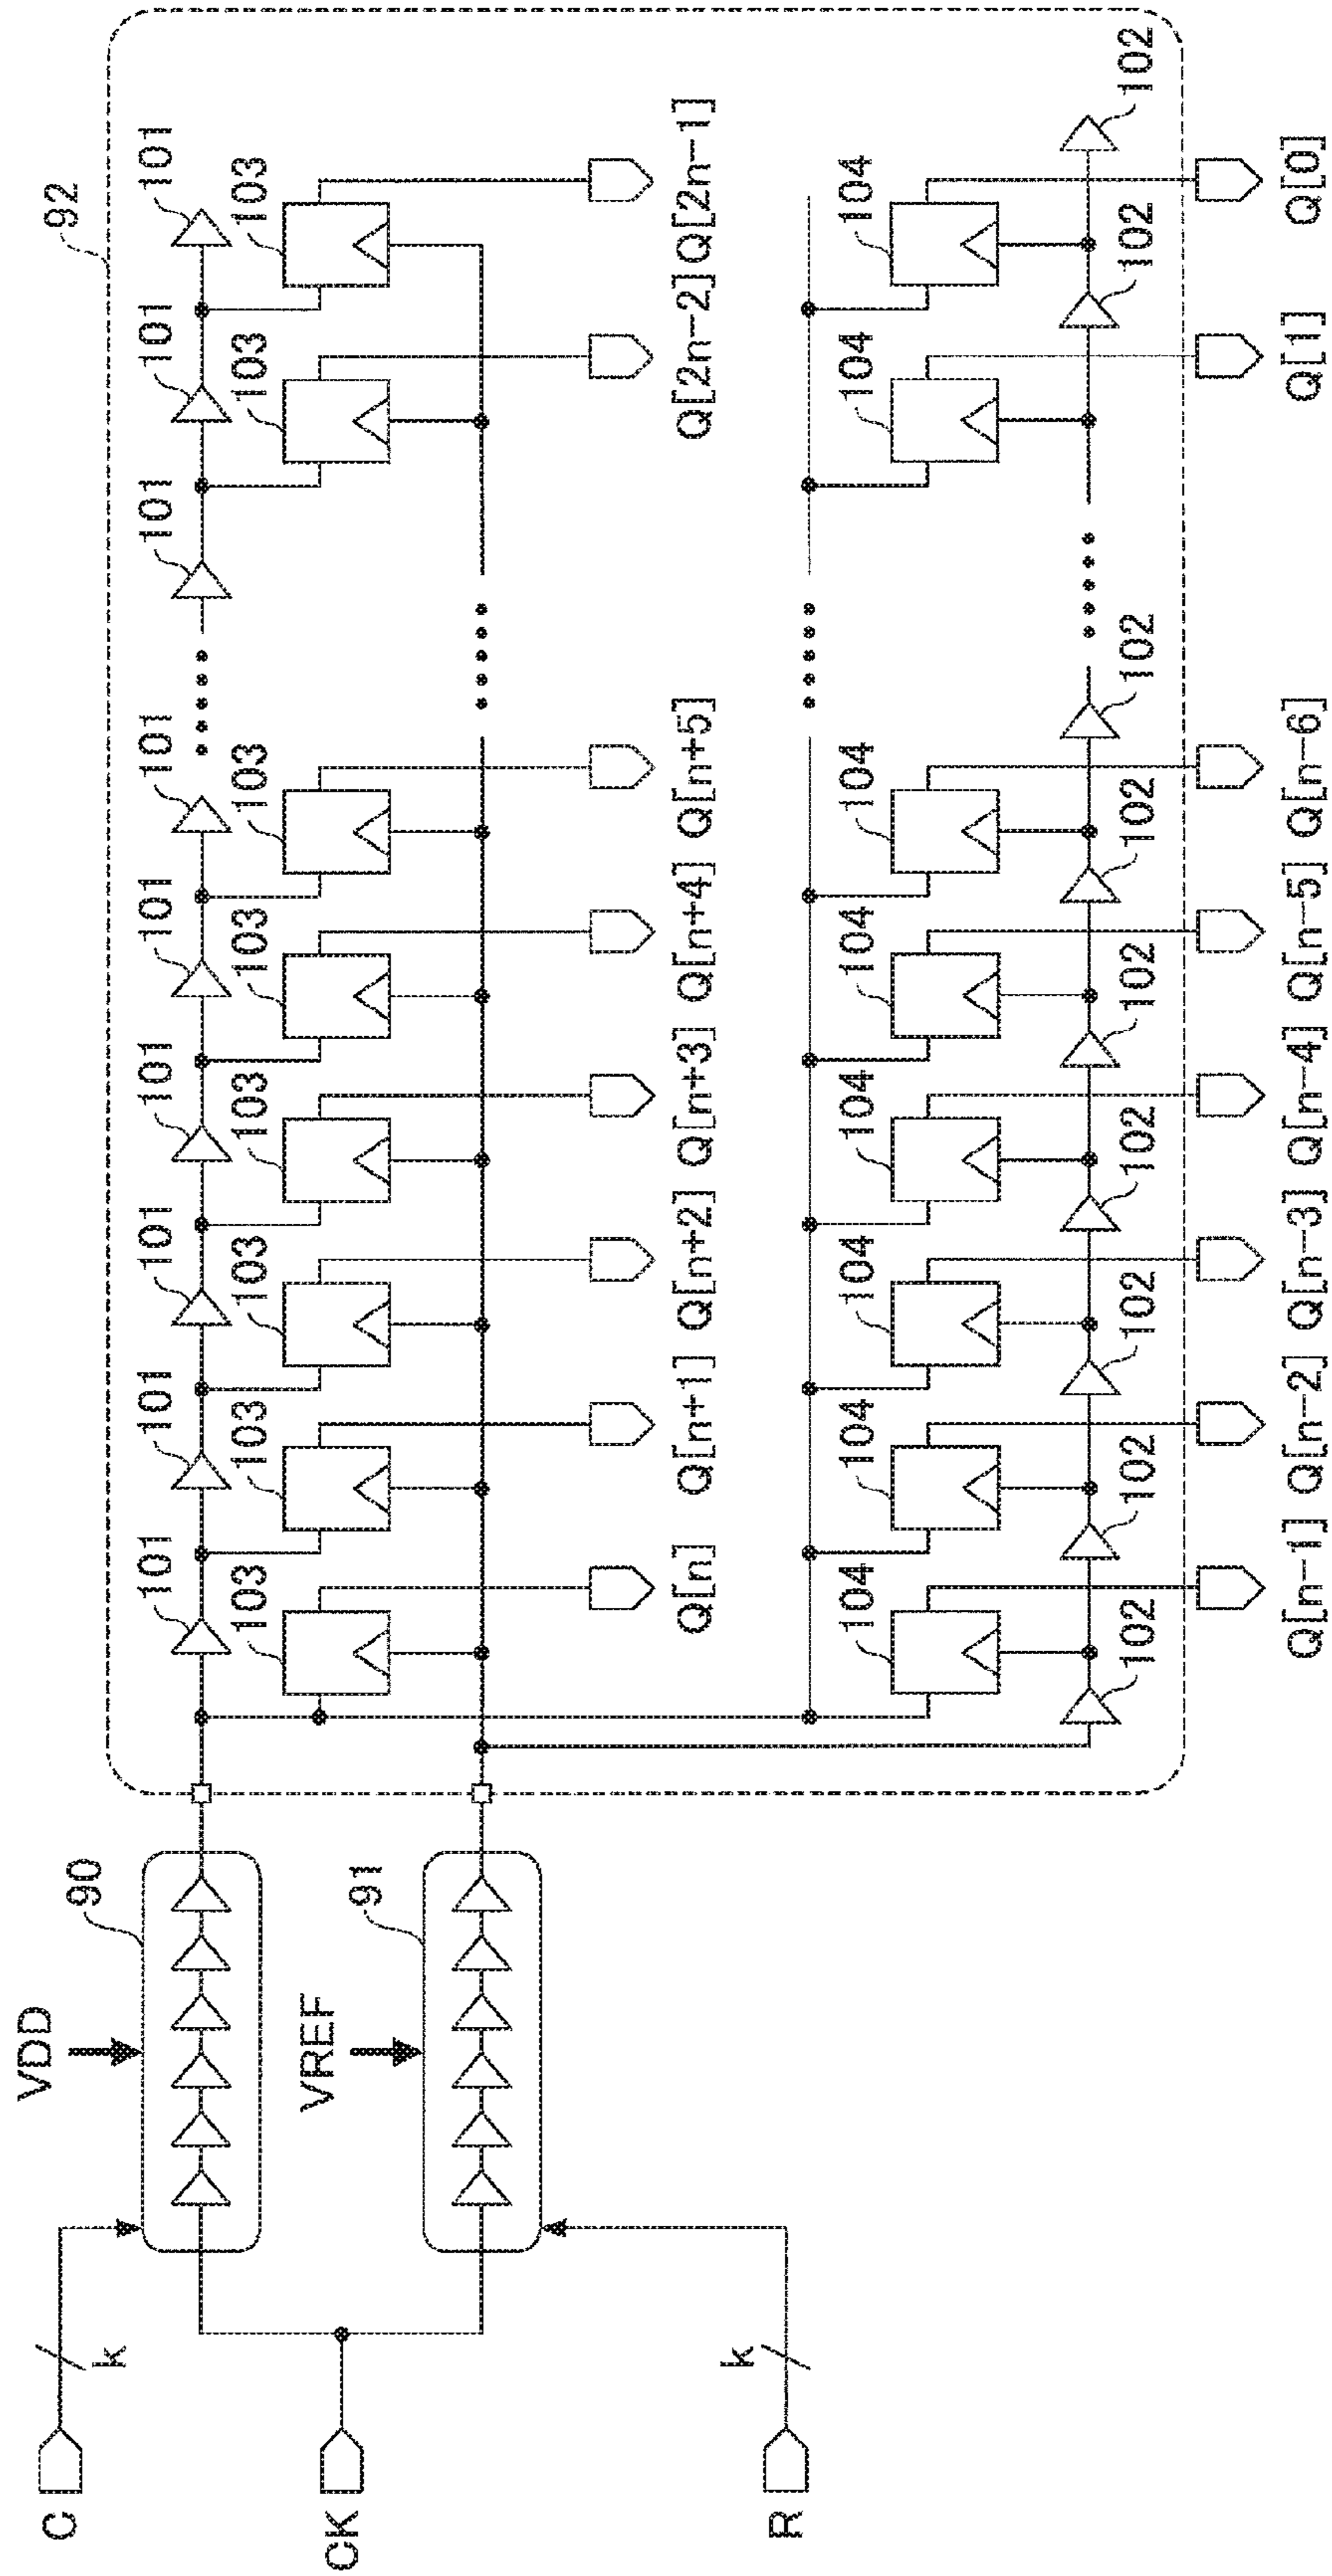 VDD
C
92
90
k
101 101 101 101 101 101 101 101 101
103 103 103 103 103 103 103 103
VREF
CK
91
Q[n] Q[n+1] Q[n+2] Q[n+3] Q[n+4] Q[n+5] Q[2n-2] Q[2n-1]
k
R
104 104 104 104 104 104 104 104
102 102 102 102 102 102 102 102 102
Q[n-1] Q[n-2] Q[n-3] Q[n-4] Q[n-5] Q[n-6] Q[1] Q[0]